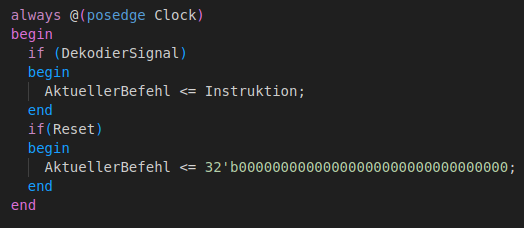 always @(posedge Clock)
begin
  if (DekodierSignal)
  begin
    AktuellerBefehl <= Instruktion;
  end
  if(Reset)
  begin
    AktuellerBefehl <= 32'b00000000000000000000000000000000;
  end
end